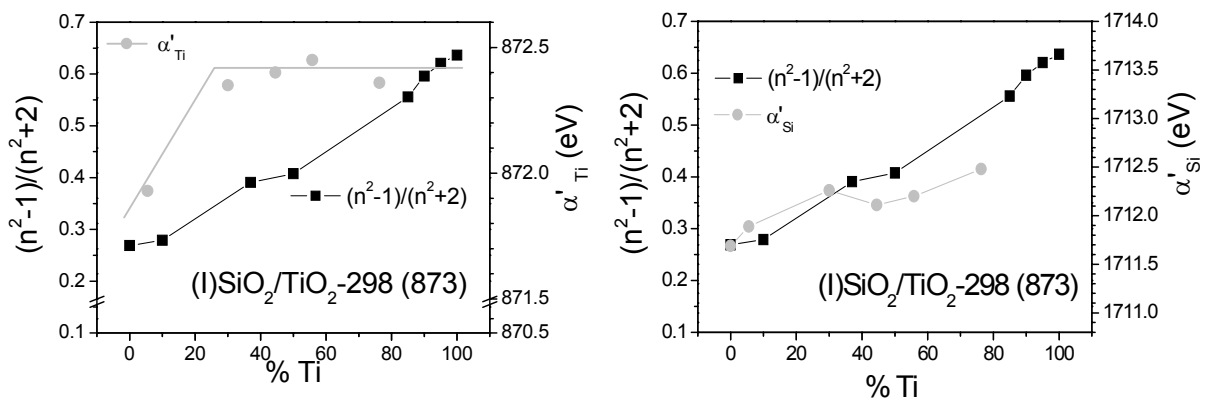 0.7
0.6
0.5
0.4
0.3
0.2
0.1
(n²-1)/(n²+2)
α'Ti
(n²-1)/(n²+2)
(I)SiO₂/TiO₂-298 (873)
872.5
872.0
871.5
870.5
α'Ti (eV)
0 20 40 60 80 100
% Ti
0.7
0.6
0.5
0.4
0.3
0.2
0.1
(n²-1)/(n²+2)
(n²-1)/(n²+2)
α'Si
(I)SiO₂/TiO₂-298 (873)
1714.0
1713.5
1713.0
1712.5
1712.0
1711.5
1711.0
α'Si (eV)
0 20 40 60 80 100
% Ti